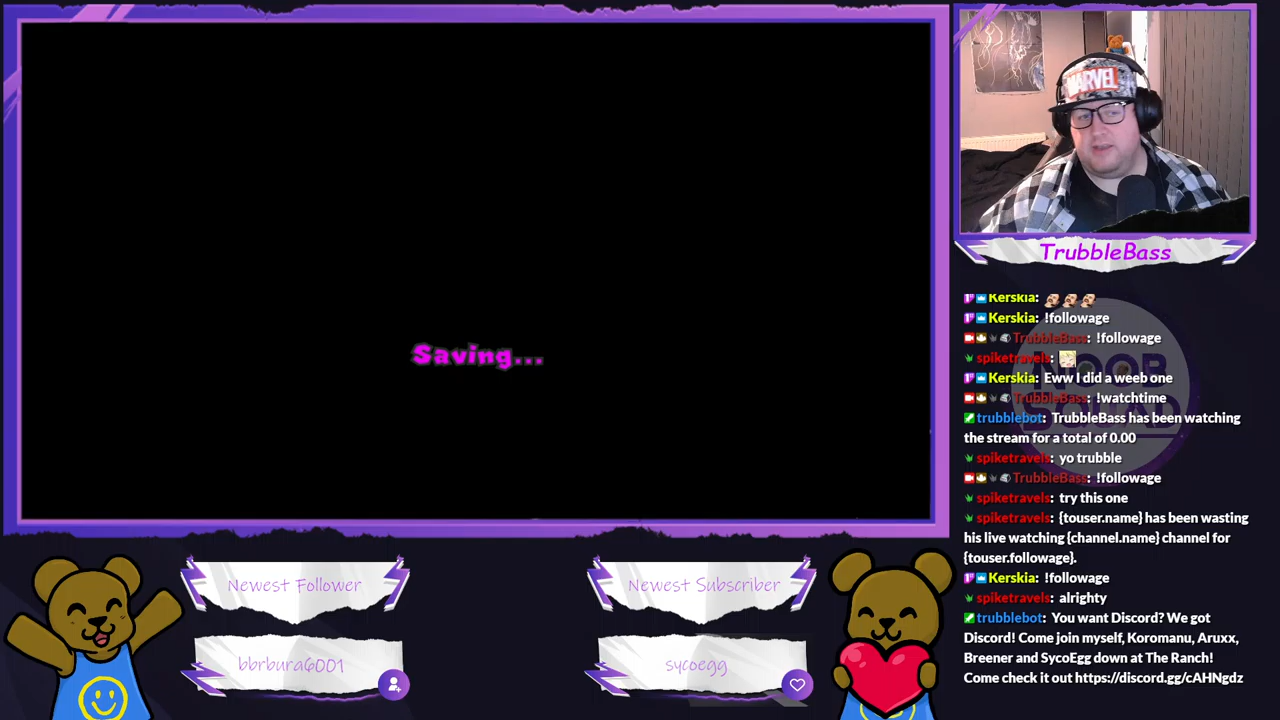 MARVEL
Saving...
TrubbleBass
Kerskia:
Kerskia: !followage
TrubbleBass: !followage
spiketravels:
Kerskia: Eww I did a weeb one
TrubbleBass: !watchtime
trubblebot: TrubbleBass has been watching
the stream for a total of 0.00
spiketravels: yo trubble
TrubbleBass: !followage
spiketravels: try this one
spiketravels: {touser.name} has been wasting
his live watching {channel.name} channel for
{touser.followage}.
Kerskia: !followage
spiketravels: alrighty
trubblebot: You want Discord? We got
Discord! Come join myself, Koromanu, Aruxx,
Breener and SycoEgg down at The Ranch!
Come check it out https://discord.gg/cAHNgdz
NOOB
SQUAD
Newest Follower
bbrbura6001
Newest Subscriber
sycoegg